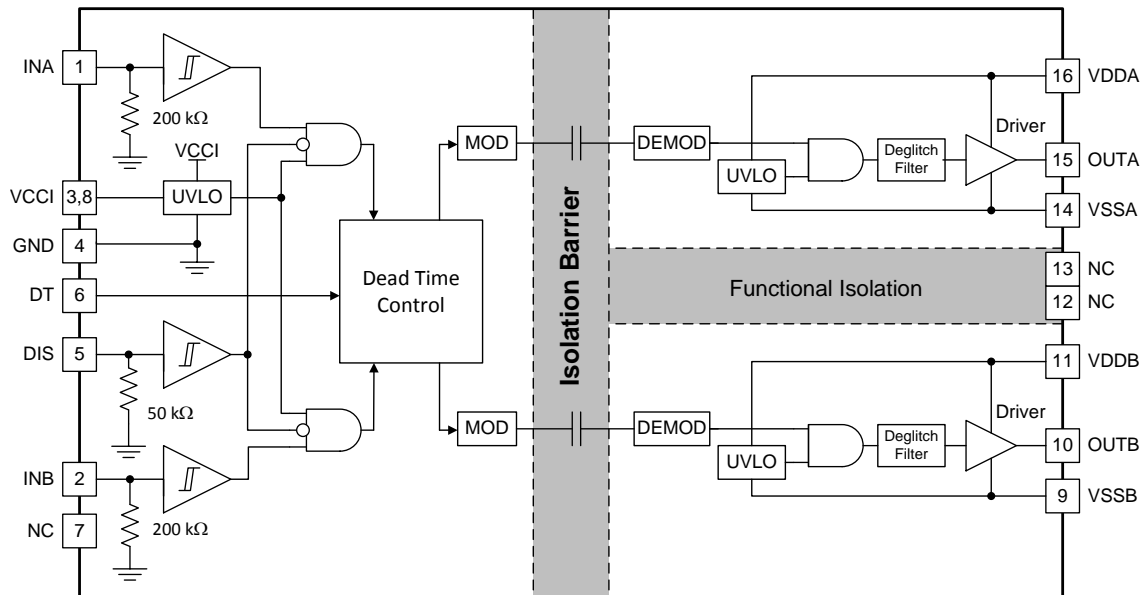 INA
1
200 kΩ
VCCI
VCCI
3,8
UVLO
GND
4
DT
6
DIS
5
50 kΩ
INB
2
NC
7
200 kΩ
Dead Time
Control
MOD
MOD
Isolation Barrier
DEMOD
UVLO
Deglitch
Filter
Driver
16
VDDA
15
OUTA
14
VSSA
Functional Isolation
13
NC
12
NC
11
VDDB
DEMOD
UVLO
Deglitch
Filter
Driver
10
OUTB
9
VSSB